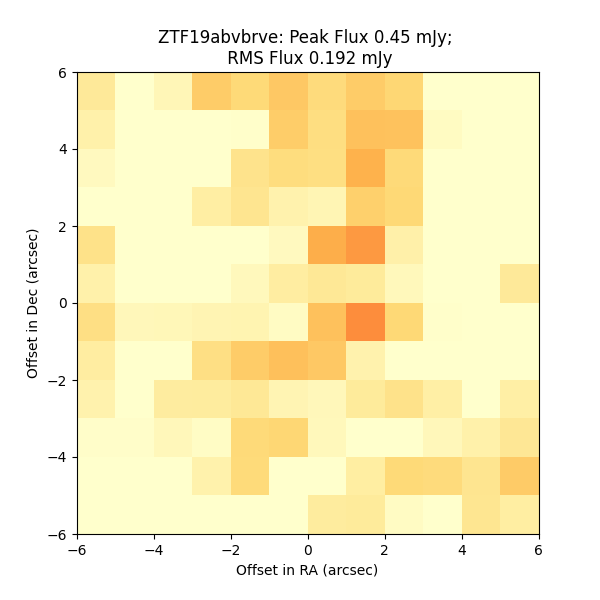 ZTF19abvbrve: Peak Flux 0.45 mJy;
RMS Flux 0.192 mJy
6
4
2
0
−2
−4
−6
Offset in Dec (arcsec)
−6 −4 −2 0 2 4 6
Offset in RA (arcsec)